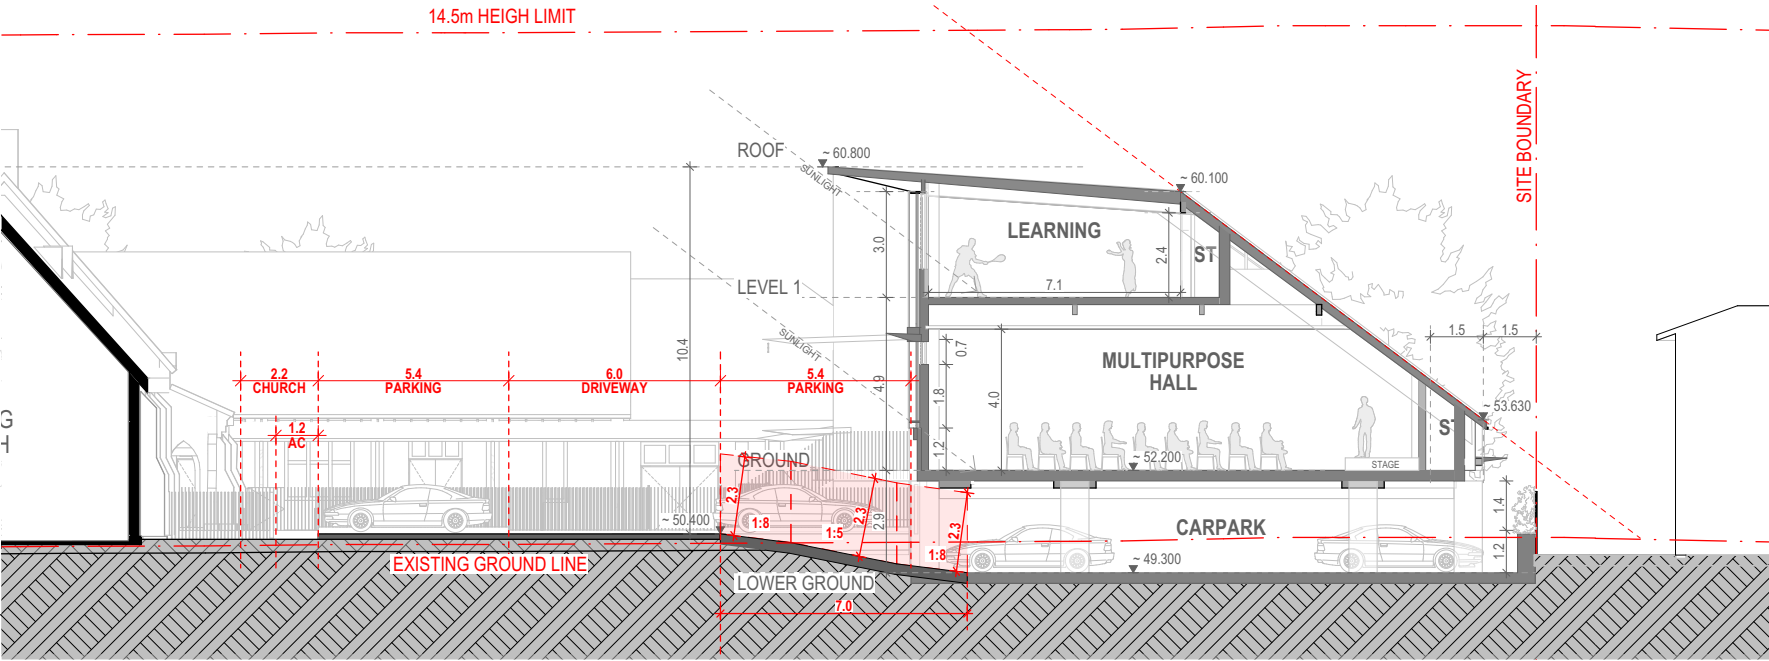 14.5m HEIGH LIMIT
SITE BOUNDARY
ROOF
~ 60.800
SUNLIGHT
~ 60.100
LEARNING
ST
3.0
2.4
7.1
LEVEL 1
SUNLIGHT
10.4
0.7
1.5
1.5
MULTIPURPOSE
HALL
2.2
CHURCH
5.4
PARKING
6.0
DRIVEWAY
5.4
PARKING
4.9
1.8
4.0
~ 53.630
G
H
1.2
AC
ST
1.2
GROUND
~ 52.200
STAGE
2.3
2.3
2.9
2.3
1.4
~ 50.400
1:8
1:5
1:8
CARPARK
1.2
~ 49.300
EXISTING GROUND LINE
LOWER GROUND
7.0